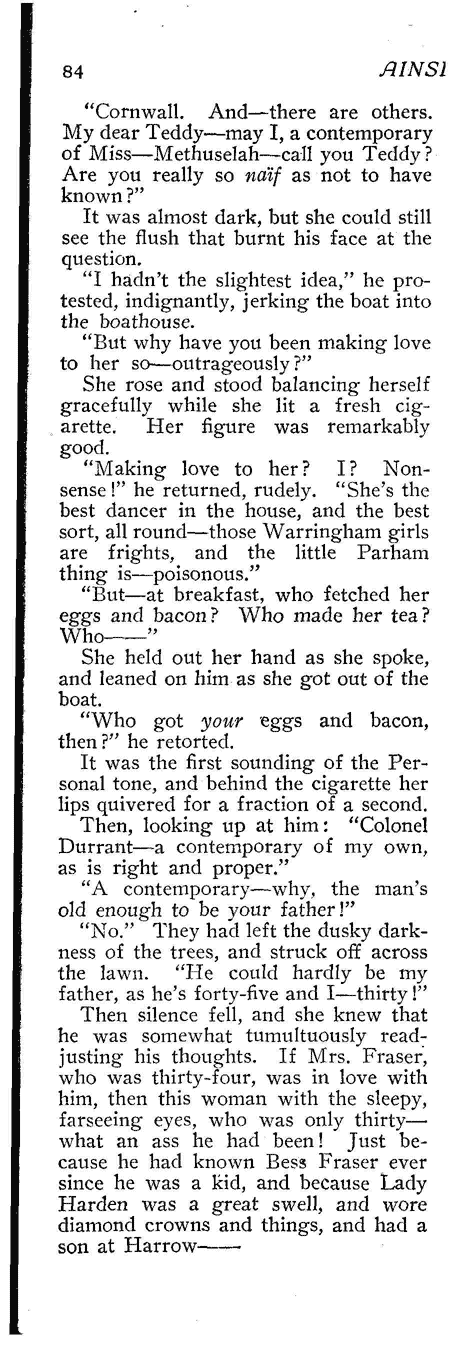 84 AINSL
"Cornwall. And—there are others.
My dear Teddy—may I, a contemporary
of Miss—Methuselah—call you Teddy?
Are you really so naïf as not to have
known?"
It was almost dark, but she could still
see the flush that burnt his face at the
question.
"I hadn't the slightest idea," he pro-
tested, indignantly, jerking the boat into
the boathouse.
"But why have you been making love
to her so—outrageously?"
She rose and stood balancing herself
gracefully while she lit a fresh cig-
arette. Her figure was remarkably
good.
"Making love to her? I? Non-
sense!" he returned, rudely. "She's the
best dancer in the house, and the best
sort, all round—those Warringham girls
are frights, and the little Parham
thing is—poisonous."
"But—at breakfast, who fetched her
eggs and bacon? Who made her tea?
Who——"
She held out her hand as she spoke,
and leaned on him as she got out of the
boat.
"Who got your eggs and bacon,
then?" he retorted.
It was the first sounding of the Per-
sonal tone, and behind the cigarette her
lips quivered for a fraction of a second.
Then, looking up at him: "Colonel
Durrant—a contemporary of my own,
as is right and proper."
"A contemporary—why, the man's
old enough to be your father!"
"No." They had left the dusky dark-
ness of the trees, and struck off across
the lawn. "He could hardly be my
father, as he's forty-five and I—thirty!"
Then silence fell, and she knew that
he was somewhat tumultuously read-
justing his thoughts. If Mrs. Fraser,
who was thirty-four, was in love with
him, then this woman with the sleepy,
farseeing eyes, who was only thirty—
what an ass he had been! Just be-
cause he had known Bess Fraser ever
since he was a kid, and because Lady
Harden was a great swell, and wore
diamond crowns and things, and had a
son at Harrow——